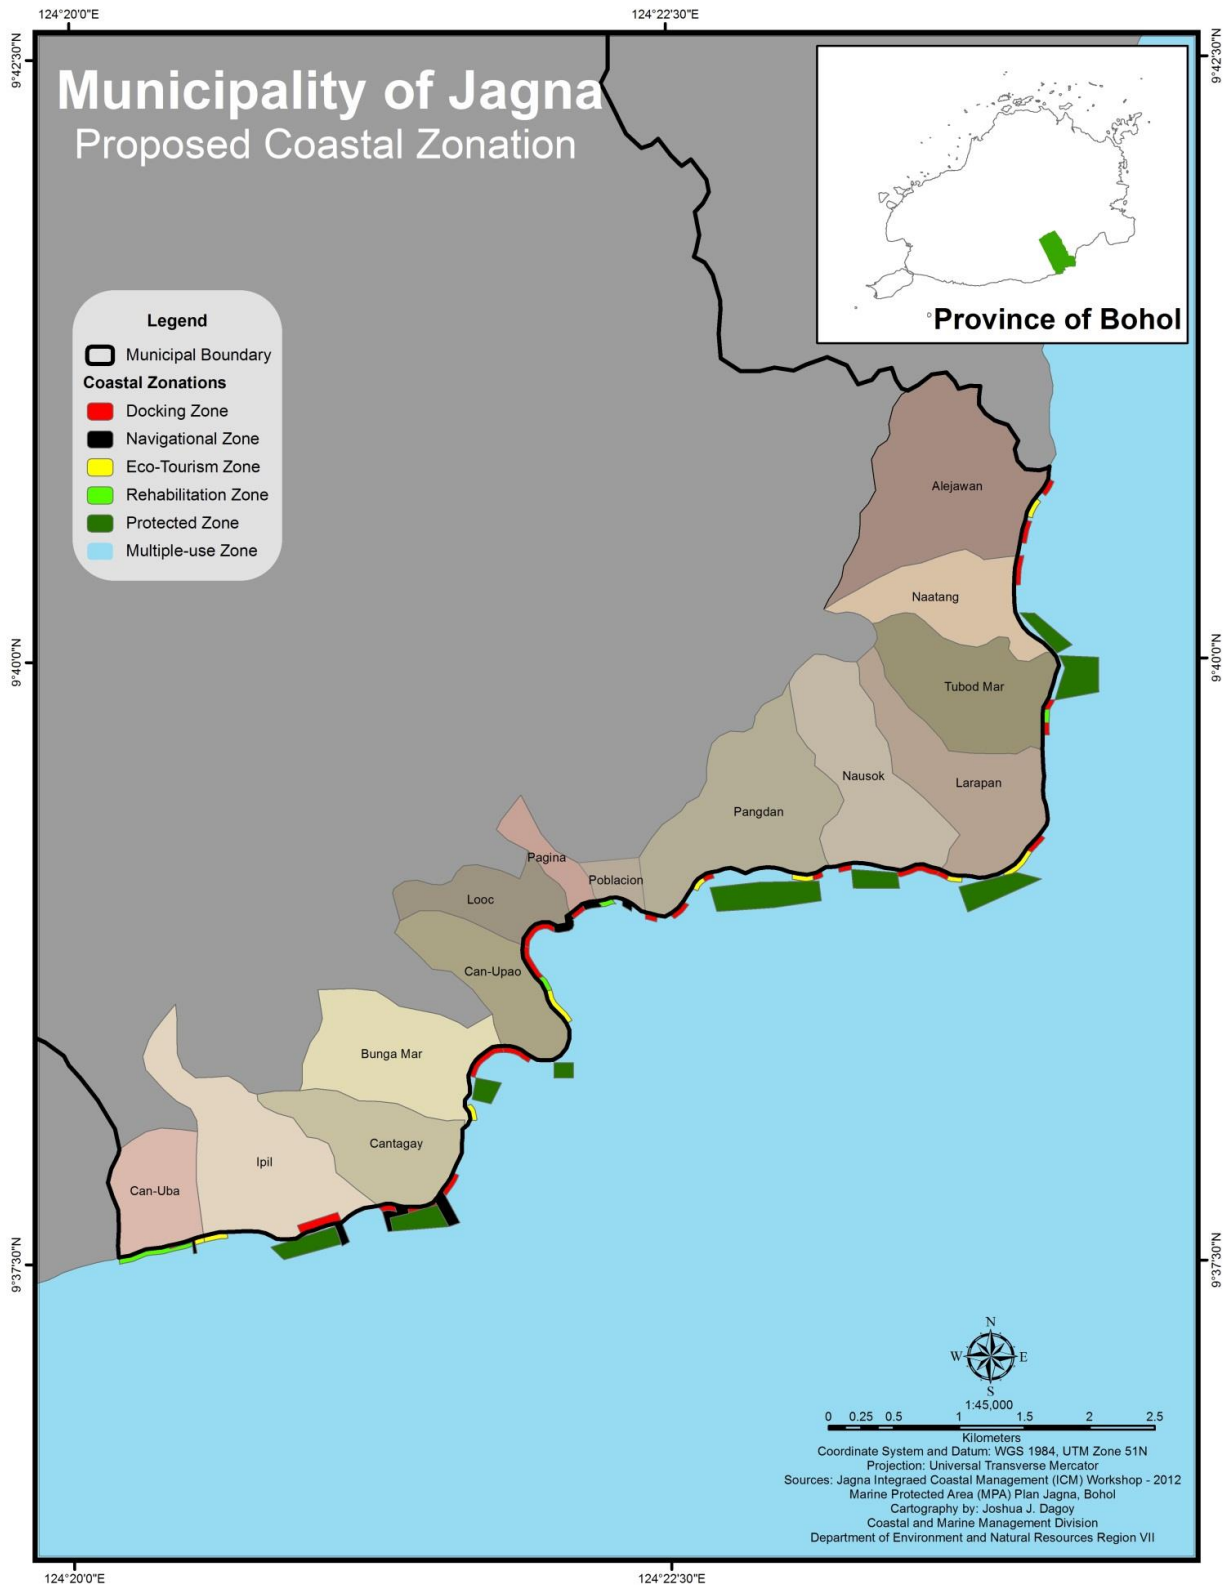 124°20'0"E
124°22'30"E
9°42'30"N
9°42'30"N
Municipality of Jagna
Proposed Coastal Zonation
Province of Bohol
Legend
Municipal Boundary
Coastal Zonations
Docking Zone
Navigational Zone
Eco-Tourism Zone
Rehabilitation Zone
Protected Zone
Multiple-use Zone
Alejawan
Naatang
9°40'0"N
9°40'0"N
Tubod Mar
Nausok
Larapan
Pangdan
Pagina
Poblacion
Looc
Can-Upao
Bunga Mar
Cantagay
Ipil
Can-Uba
9°37'30"N
9°37'30"N
N
W
E
S
1:45,000
0 0.25 0.5 1 1.5 2 2.5
Kilometers
Coordinate System and Datum: WGS 1984, UTM Zone 51N
Projection: Universal Transverse Mercator
Sources: Jagna Integraed Coastal Management (ICM) Workshop - 2012
Marine Protected Area (MPA) Plan Jagna, Bohol
Cartography by: Joshua J. Dagoy
Coastal and Marine Management Division
Department of Environment and Natural Resources Region VII
124°20'0"E
124°22'30"E